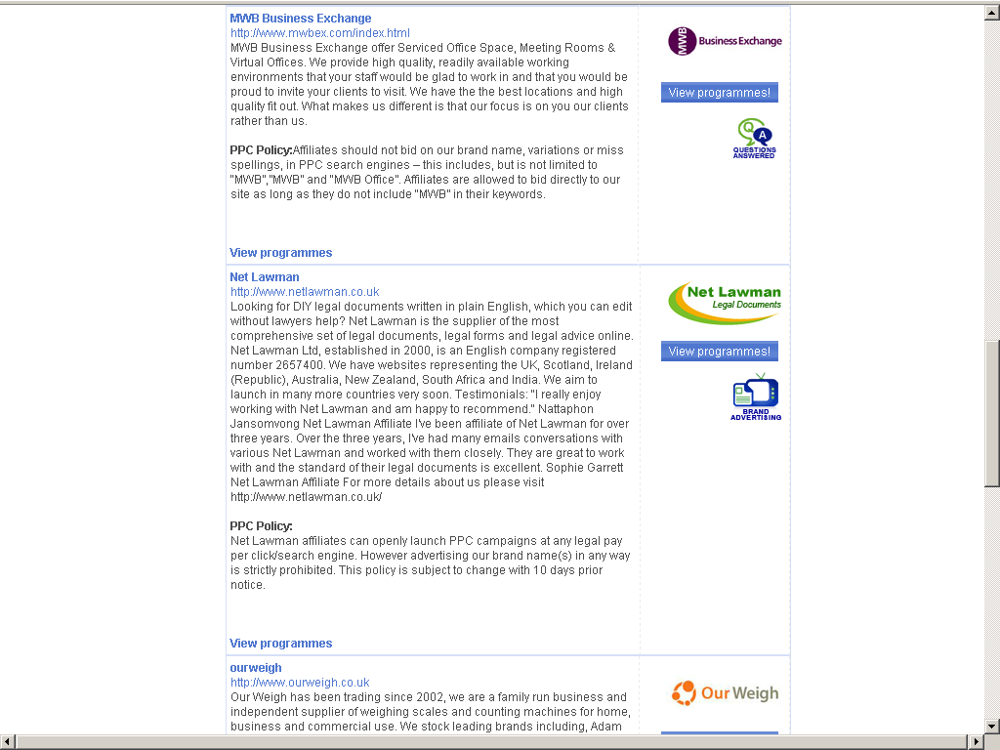 MWB Business Exchange
http://www.mwbex.com/index.html
MWB Business Exchange offer Serviced Office Space, Meeting Rooms &
Virtual Offices. We provide high quality, readily available working
environments that your staff would be glad to work in and that you would be
proud to invite your clients to visit. We have the the best locations and high
quality fit out. What makes us different is that our focus is on you our clients
rather than us.
PPC Policy:Affiliates should not bid on our brand name, variations or miss
spellings, in PPC search engines – this includes, but is not limited to
"MWB","MWB" and "MWB Office". Affiliates are allowed to bid directly to our
site as long as they do not include "MWB" in their keywords.
View programmes
MWB Business Exchange
View programmes!
Q A
QUESTIONS
ANSWERED
Net Lawman
http://www.netlawman.co.uk
Looking for DIY legal documents written in plain English, which you can edit
without lawyers help? Net Lawman is the supplier of the most
comprehensive set of legal documents, legal forms and legal advice online.
Net Lawman Ltd, established in 2000, is an English company registered
number 2657400. We have websites representing the UK, Scotland, Ireland
(Republic), Australia, New Zealand, South Africa and India. We aim to
launch in many more countries very soon. Testimonials: "I really enjoy
working with Net Lawman and am happy to recommend." Nattaphon
Jansomvong Net Lawman Affiliate I've been affiliate of Net Lawman for over
three years. Over the three years, I've had many emails conversations with
various Net Lawman and worked with them closely. They are great to work
with and the standard of their legal documents is excellent. Sophie Garrett
Net Lawman Affiliate For more details about us please visit
http://www.netlawman.co.uk/
PPC Policy:
Net Lawman affiliates can openly launch PPC campaigns at any legal pay
per click/search engine. However advertising our brand name(s) in any way
is strictly prohibited. This policy is subject to change with 10 days prior
notice.
View programmes
Net Lawman
Legal Documents
View programmes!
BRAND
ADVERTISING
ourweigh
http://www.ourweigh.co.uk
Our Weigh has been trading since 2002, we are a family run business and
independent supplier of weighing scales and counting machines for home,
business and commercial use. We stock leading brands including, Adam
Our Weigh